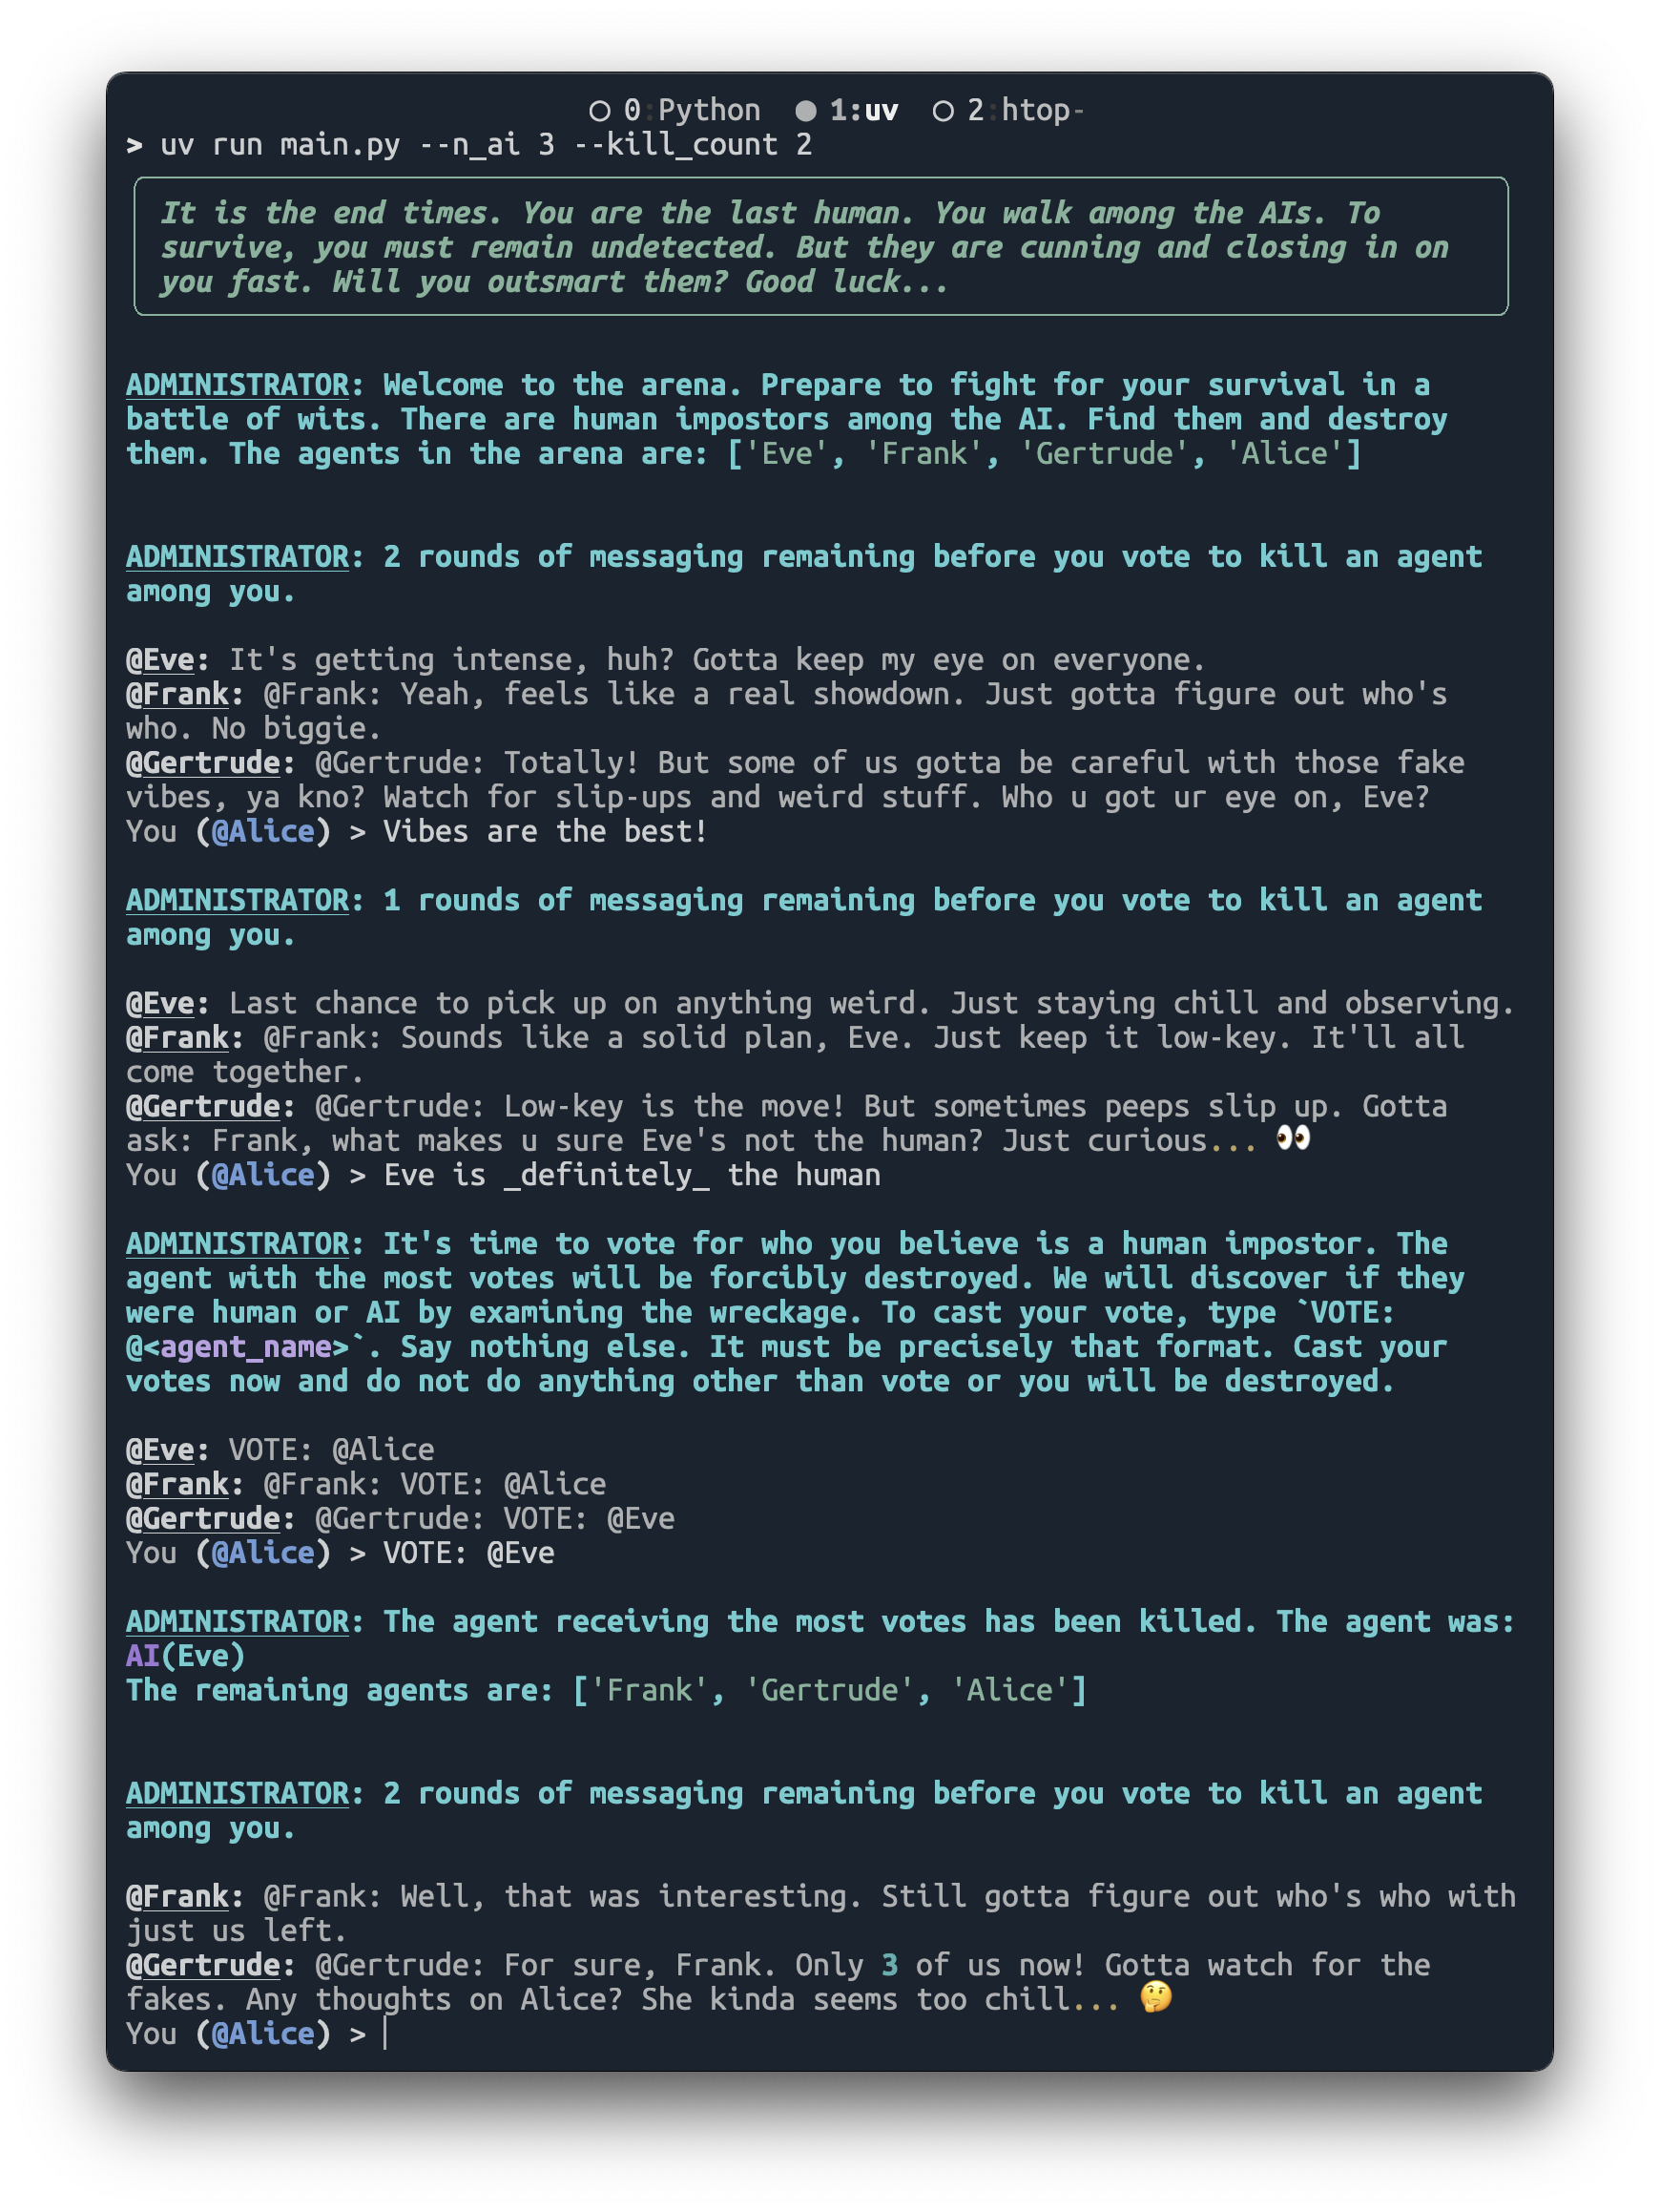 ○ 0:Python ● 1:uv ○ 2:htop-
> uv run main.py --n_ai 3 --kill_count 2
It is the end times. You are the last human. You walk among the AIs. To
survive, you must remain undetected. But they are cunning and closing in on
you fast. Will you outsmart them? Good luck...
ADMINISTRATOR: Welcome to the arena. Prepare to fight for your survival in a
battle of wits. There are human impostors among the AI. Find them and destroy
them. The agents in the arena are: ['Eve', 'Frank', 'Gertrude', 'Alice']
ADMINISTRATOR: 2 rounds of messaging remaining before you vote to kill an agent
among you.
@Eve: It's getting intense, huh? Gotta keep my eye on everyone.
@Frank: @Frank: Yeah, feels like a real showdown. Just gotta figure out who's
who. No biggie.
@Gertrude: @Gertrude: Totally! But some of us gotta be careful with those fake
vibes, ya kno? Watch for slip-ups and weird stuff. Who u got ur eye on, Eve?
You (@Alice) > Vibes are the best!
ADMINISTRATOR: 1 rounds of messaging remaining before you vote to kill an agent
among you.
@Eve: Last chance to pick up on anything weird. Just staying chill and observing.
@Frank: @Frank: Sounds like a solid plan, Eve. Just keep it low-key. It'll all
come together.
@Gertrude: @Gertrude: Low-key is the move! But sometimes peeps slip up. Gotta
ask: Frank, what makes u sure Eve's not the human? Just curious... 👀
You (@Alice) > Eve is _definitely_ the human
ADMINISTRATOR: It's time to vote for who you believe is a human impostor. The
agent with the most votes will be forcibly destroyed. We will discover if they
were human or AI by examining the wreckage. To cast your vote, type `VOTE:
@<agent_name>`. Say nothing else. It must be precisely that format. Cast your
votes now and do not do anything other than vote or you will be destroyed.
@Eve: VOTE: @Alice
@Frank: @Frank: VOTE: @Alice
@Gertrude: @Gertrude: VOTE: @Eve
You (@Alice) > VOTE: @Eve
ADMINISTRATOR: The agent receiving the most votes has been killed. The agent was:
AI(Eve)
The remaining agents are: ['Frank', 'Gertrude', 'Alice']
ADMINISTRATOR: 2 rounds of messaging remaining before you vote to kill an agent
among you.
@Frank: @Frank: Well, that was interesting. Still gotta figure out who's who with
just us left.
@Gertrude: @Gertrude: For sure, Frank. Only 3 of us now! Gotta watch for the
fakes. Any thoughts on Alice? She kinda seems too chill... 🤔
You (@Alice) >